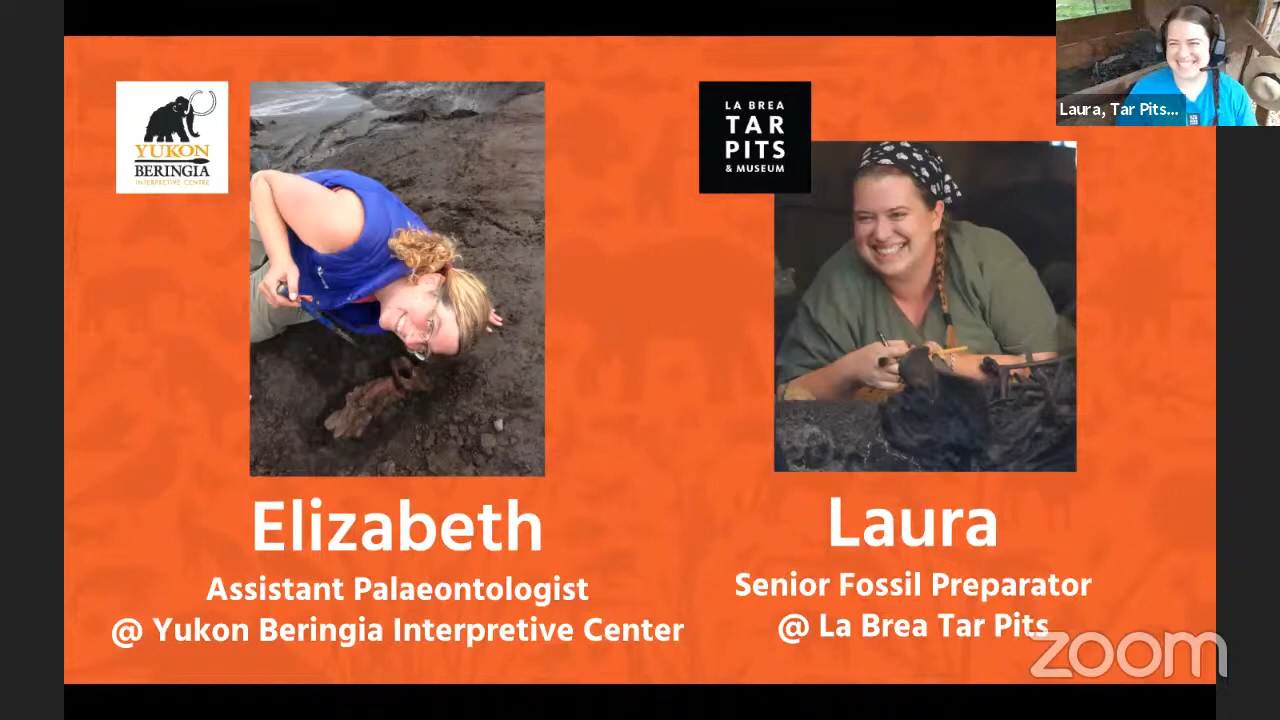 YUKON
BERINGIA
INTERPRETIVE CENTRE
LA BREA
TAR
PITS
& MUSEUM
Laura, Tar Pits...
Elizabeth
Assistant Palaeontologist
@ Yukon Beringia Interpretive Center
Laura
Senior Fossil Preparator
@ La Brea Tar Pits
zoom